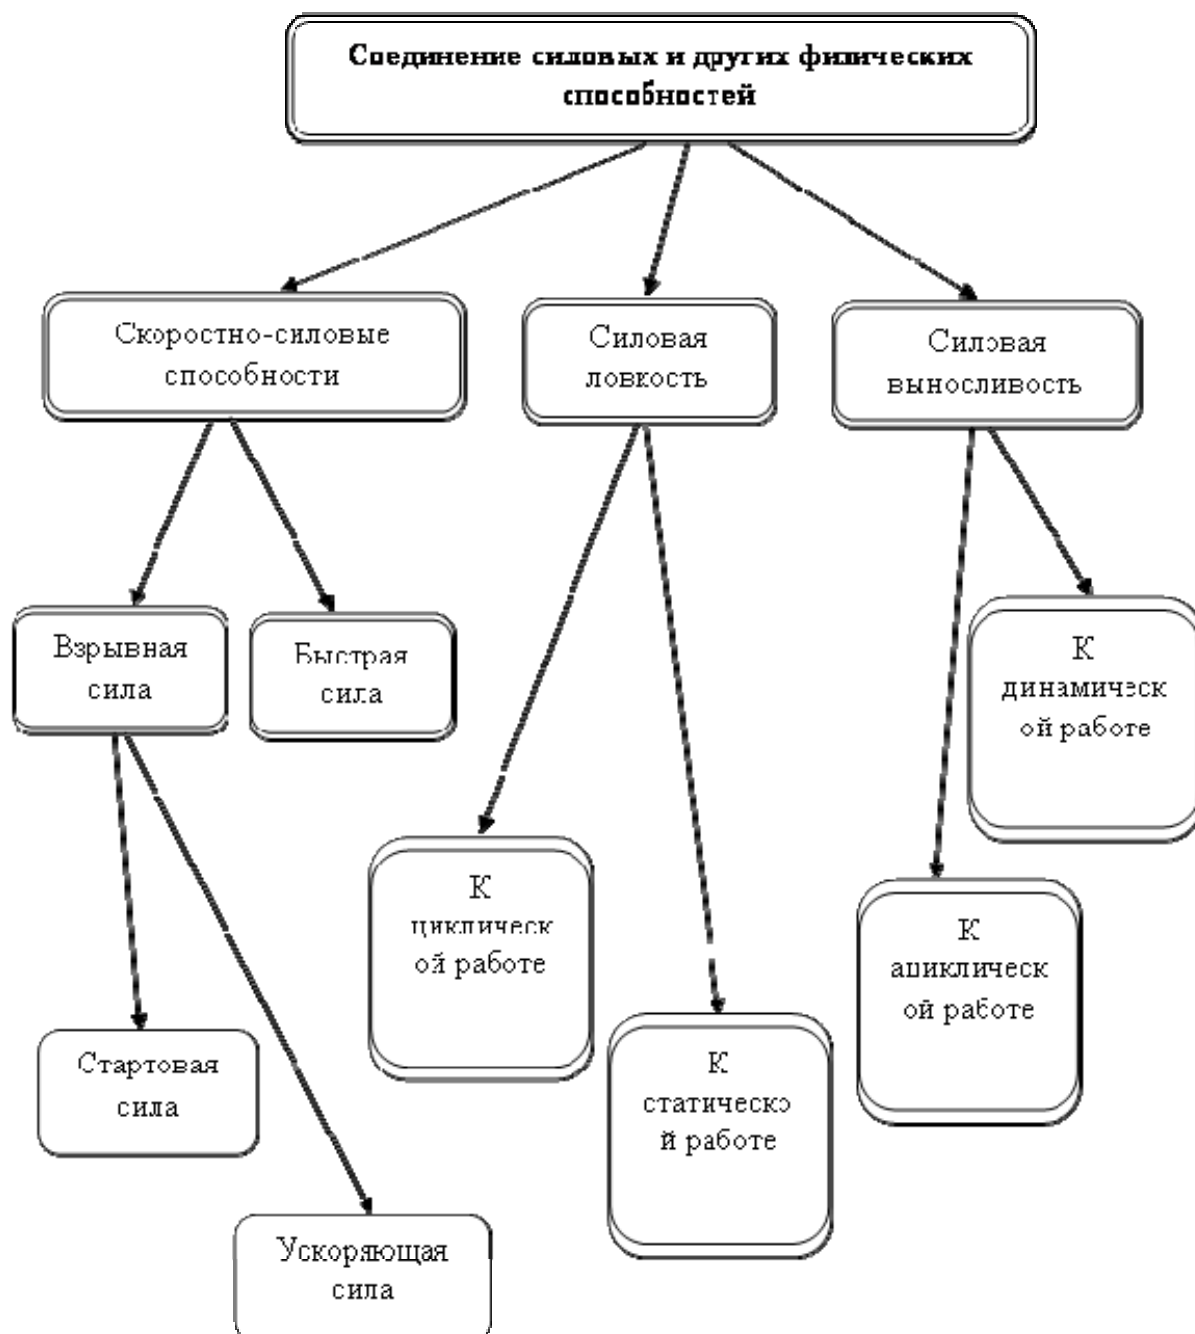 Соединение силовых и других физических
способностей
Скоростно-силовые
способности
Силовая
ловкость
Силовая
выносливость
Взрывная
сила
Быстрая
сила
К
динамическ
ой работе
К
циклическ
ой работе
К
ациклическ
ой работе
Стартовая
сила
К
статическо
й работе
Ускоряющая
сила